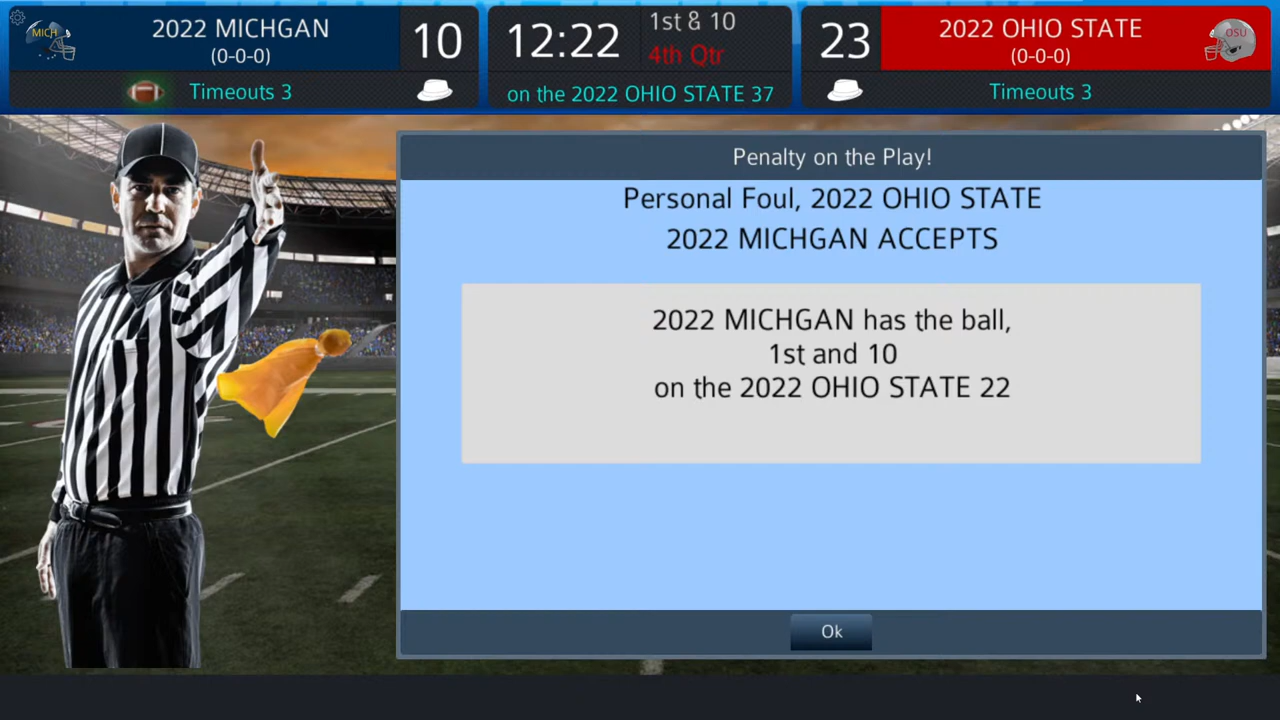 MICH
2022 MICHGAN
(0-0-0)
Timeouts 3
10
12:22
1st & 10
4th Qtr
on the 2022 OHIO STATE 37
23
2022 OHIO STATE
(0-0-0)
Timeouts 3
OSU
Penalty on the Play!
Personal Foul, 2022 OHIO STATE
2022 MICHGAN ACCEPTS
2022 MICHGAN has the ball,
1st and 10
on the 2022 OHIO STATE 22
Ok